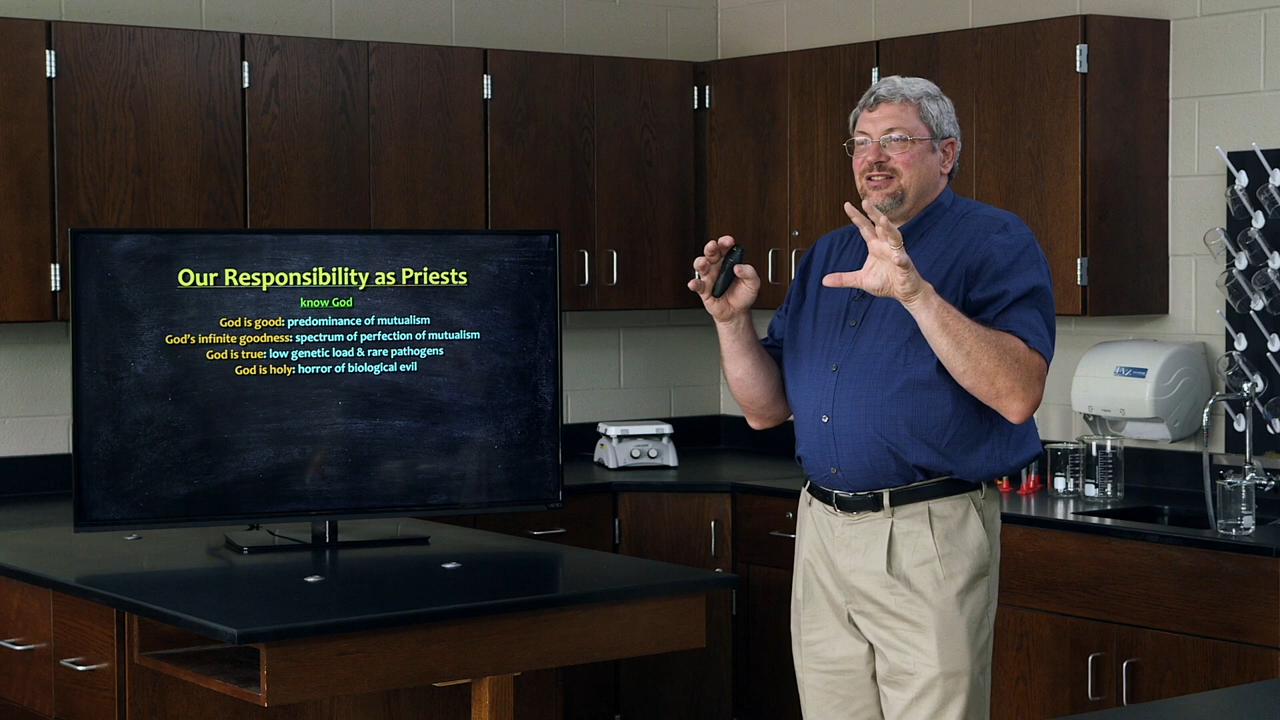 Our Responsibility as Priests
know God
God is good: predominance of mutualism
God's infinite goodness: spectrum of perfection of mutualism
God is true: low genetic load & rare pathogens
God is holy: horror of biological evil